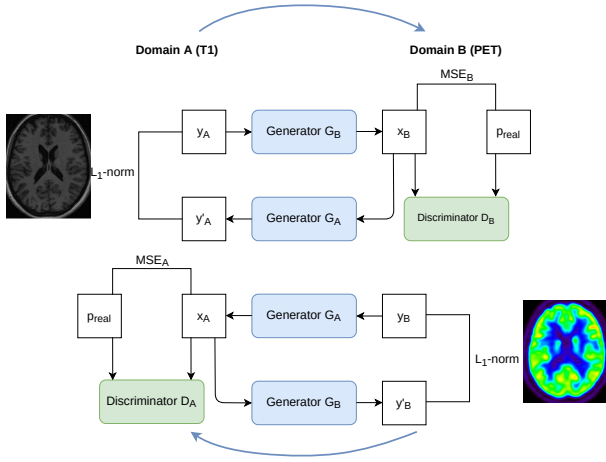 Domain A (T1)
Domain B (PET)
MSE_B
y_A
Generator G_B
x_B
p_real
L_1-norm
y'_A
Generator G_A
Discriminator D_B
MSE_A
p_real
x_A
Generator G_A
y_B
L_1-norm
Discriminator D_A
Generator G_B
y'_B